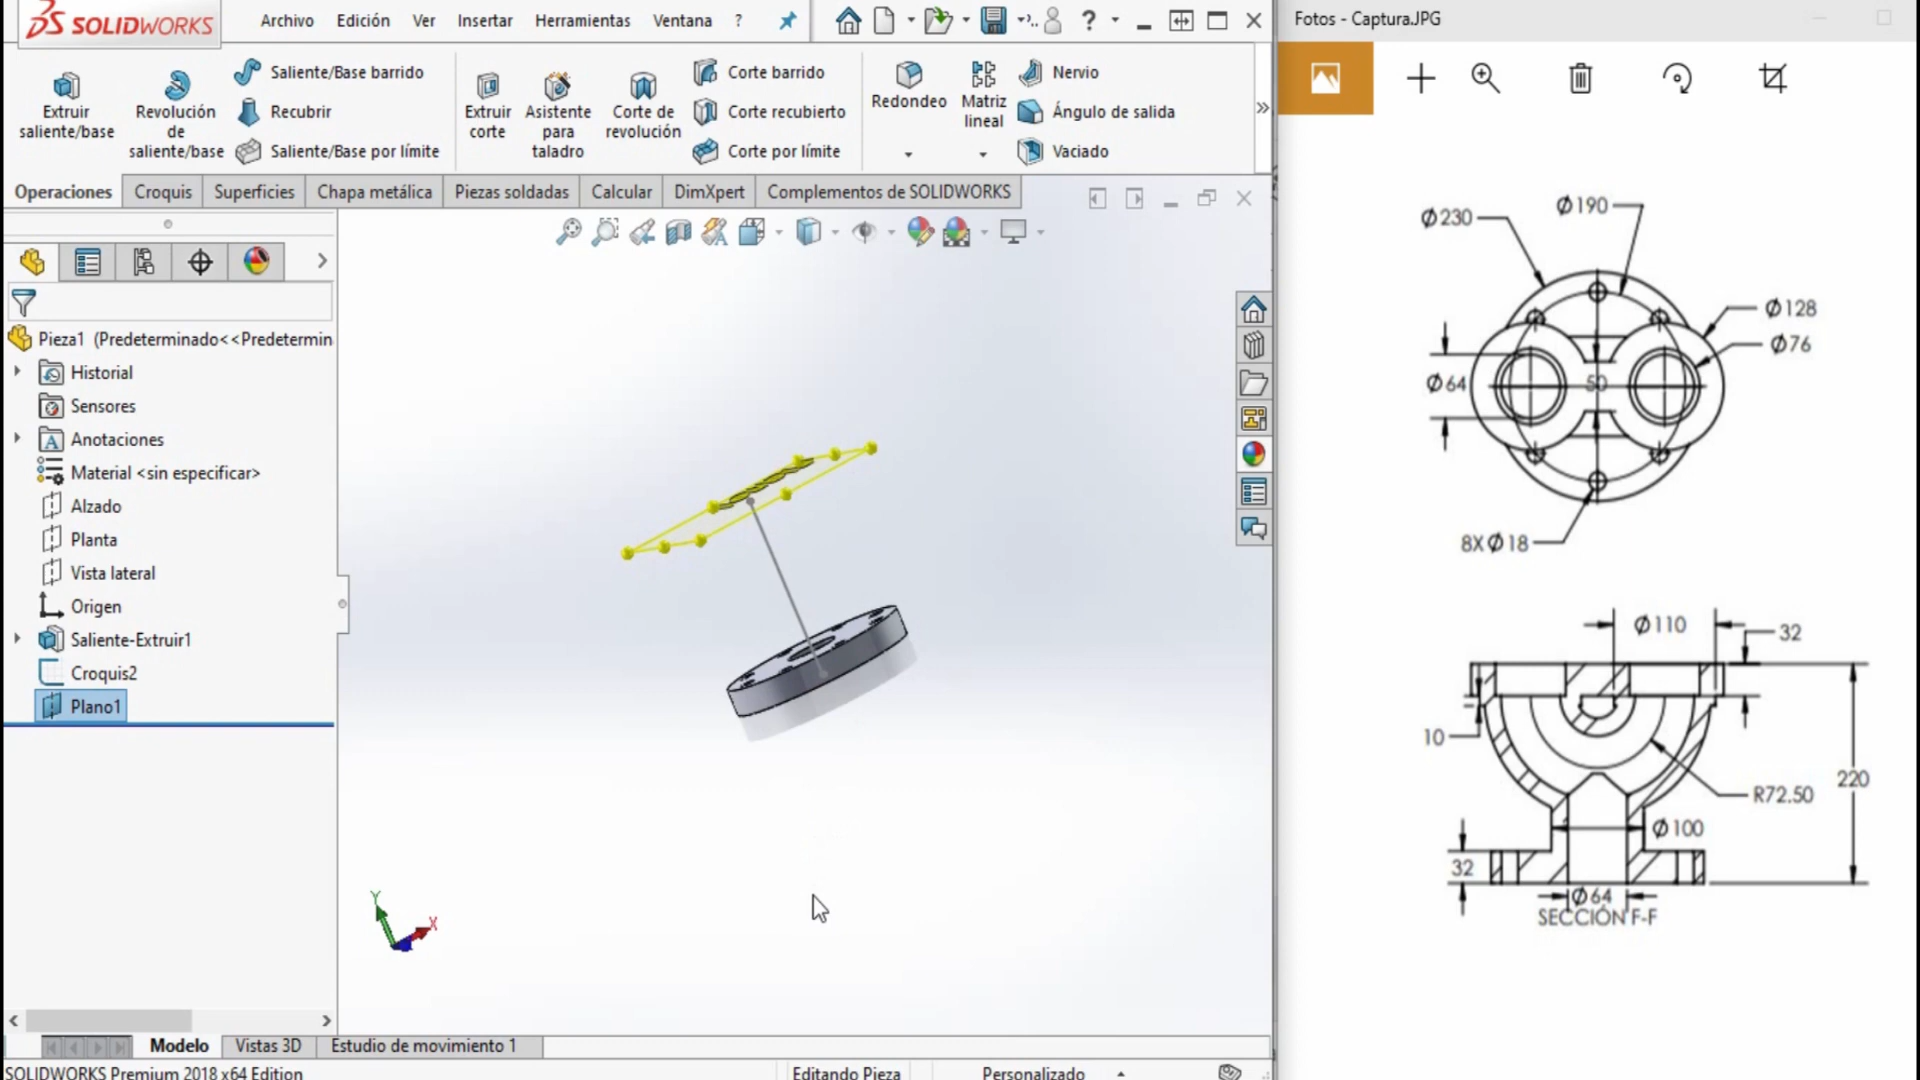 SOLIDWORKS
Archivo Edición Ver Insertar Herramientas Ventana ?
?
Fotos - Captura.JPG
Extruir saliente/base
Revolución de saliente/base
Saliente/Base barrido
Recubrir
Saliente/Base por límite
Extruir corte
Asistente para taladro
Corte de revolución
Corte barrido
Corte recubierto
Corte por límite
Redondeo
Matriz lineal
Nervio
Ángulo de salida
Vaciado
Operaciones Croquis Superficies Chapa metálica Piezas soldadas Calcular DimXpert Complementos de SOLIDWORKS
Pieza1 (Predeterminado<<Predetermin
Historial
Sensores
Anotaciones
Material <sin especificar>
Alzado
Planta
Vista lateral
Origen
Saliente-Extruir1
Croquis2
Plano1
Y
X
Modelo Vistas 3D Estudio de movimiento 1
SOLIDWORKS Premium 2018 x64 Edition
Editando Pieza
Personalizado
Ø230
Ø190
Ø128
Ø76
Ø64
50
8X Ø18
Ø110
32
10
220
R72.50
Ø100
32
Ø64
SECCIÓN F-F